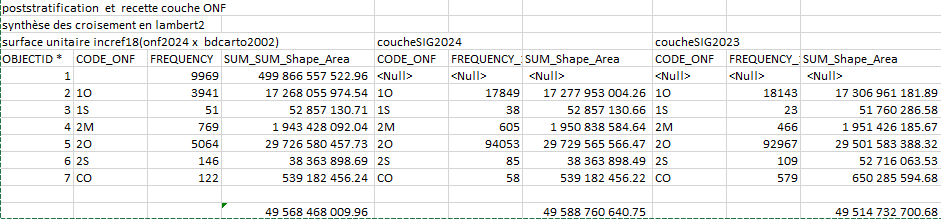 poststratification et recette couche ONF
synthèse des croisement en lambert2
surface unitaire incref18(onf2024 x bdcarto2002) coucheSIG2024 coucheSIG2023
OBJECTID * CODE_ONF FREQUENCY SUM_SUM_Shape_Area CODE_ONF FREQUENCY_ SUM_Shape_Area CODE_ONF FREQUENCY_ SUM_Shape_Area
1 9969 499 866 557 522.96 <Null> <Null> <Null> <Null> <Null> <Null>
2 1O 3941 17 268 055 974.54 1O 17849 17 277 953 004.26 1O 18143 17 306 961 181.89
3 1S 51 52 857 130.71 1S 38 52 857 130.66 1S 23 51 760 286.58
4 2M 769 1 943 428 092.04 2M 605 1 950 838 584.64 2M 466 1 951 426 185.67
5 2O 5064 29 726 580 457.73 2O 94053 29 729 565 566.47 2O 92967 29 501 583 388.32
6 2S 146 38 363 898.69 2S 85 38 363 898.49 2S 109 52 716 063.53
7 CO 122 539 182 456.24 CO 58 539 182 456.22 CO 579 650 285 594.68
49 568 468 009.96 49 588 760 640.75 49 514 732 700.68